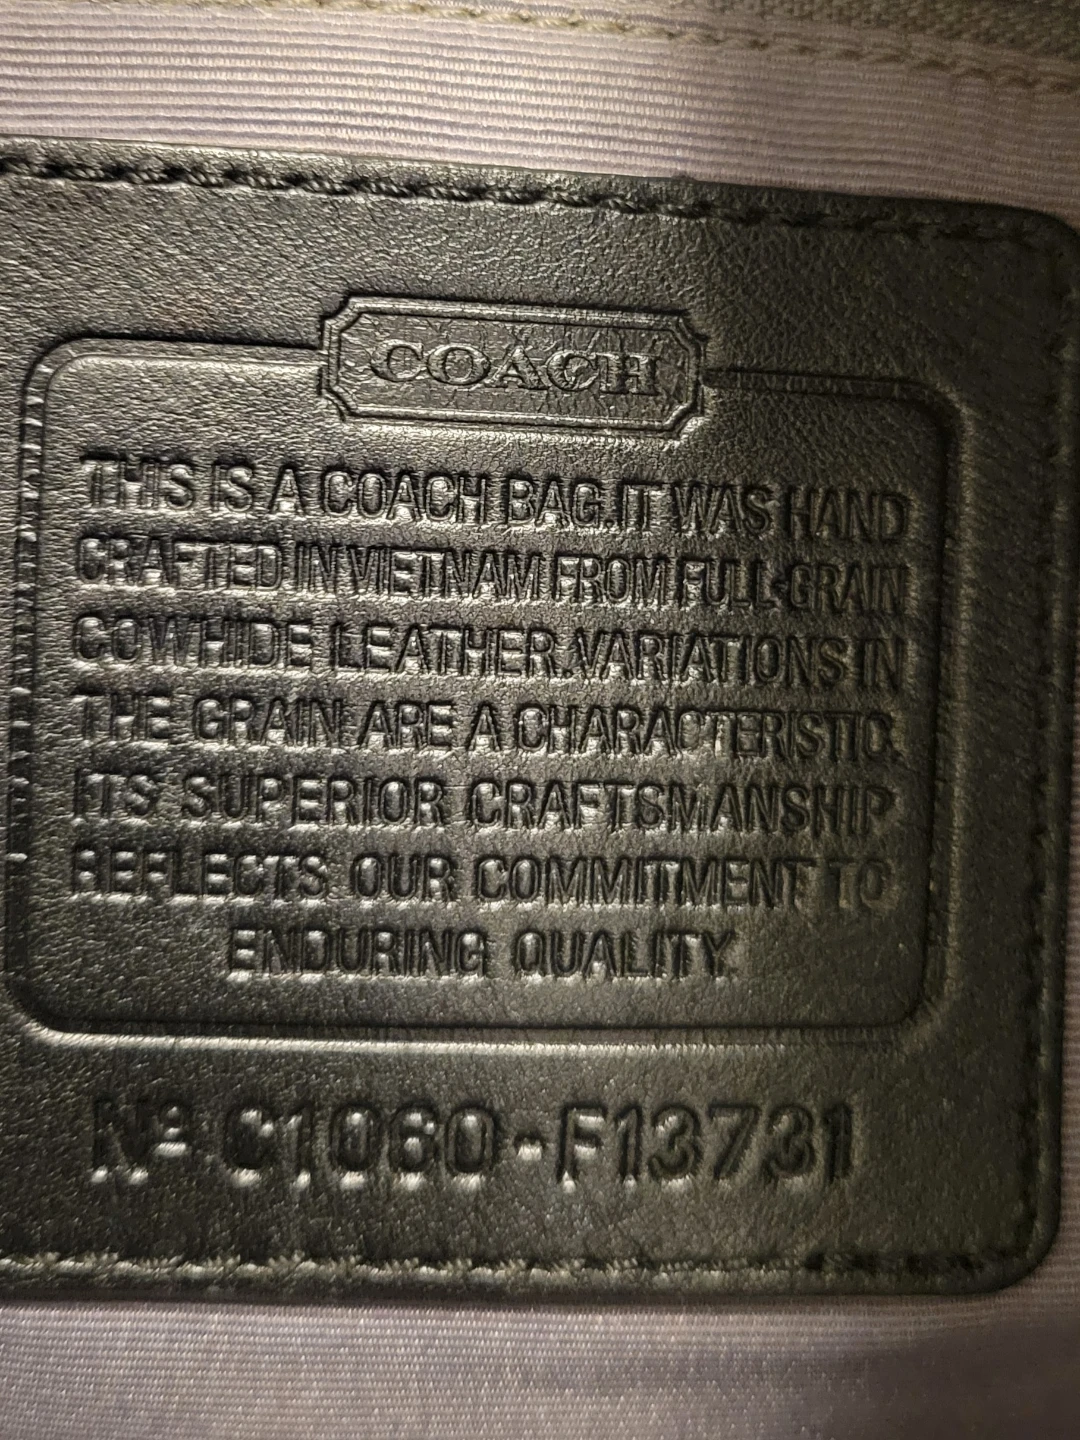 COACH
THIS IS A COACH BAG. IT WAS HAND
CRAFTED IN VIETNAM FROM FULL-GRAIN
COWHIDE LEATHER. VARIATIONS IN
THE GRAIN ARE A CHARACTERISTIC.
ITS SUPERIOR CRAFTSMANSHIP
REFLECTS OUR COMMITMENT TO
ENDURING QUALITY.
Nº C1060-F13731